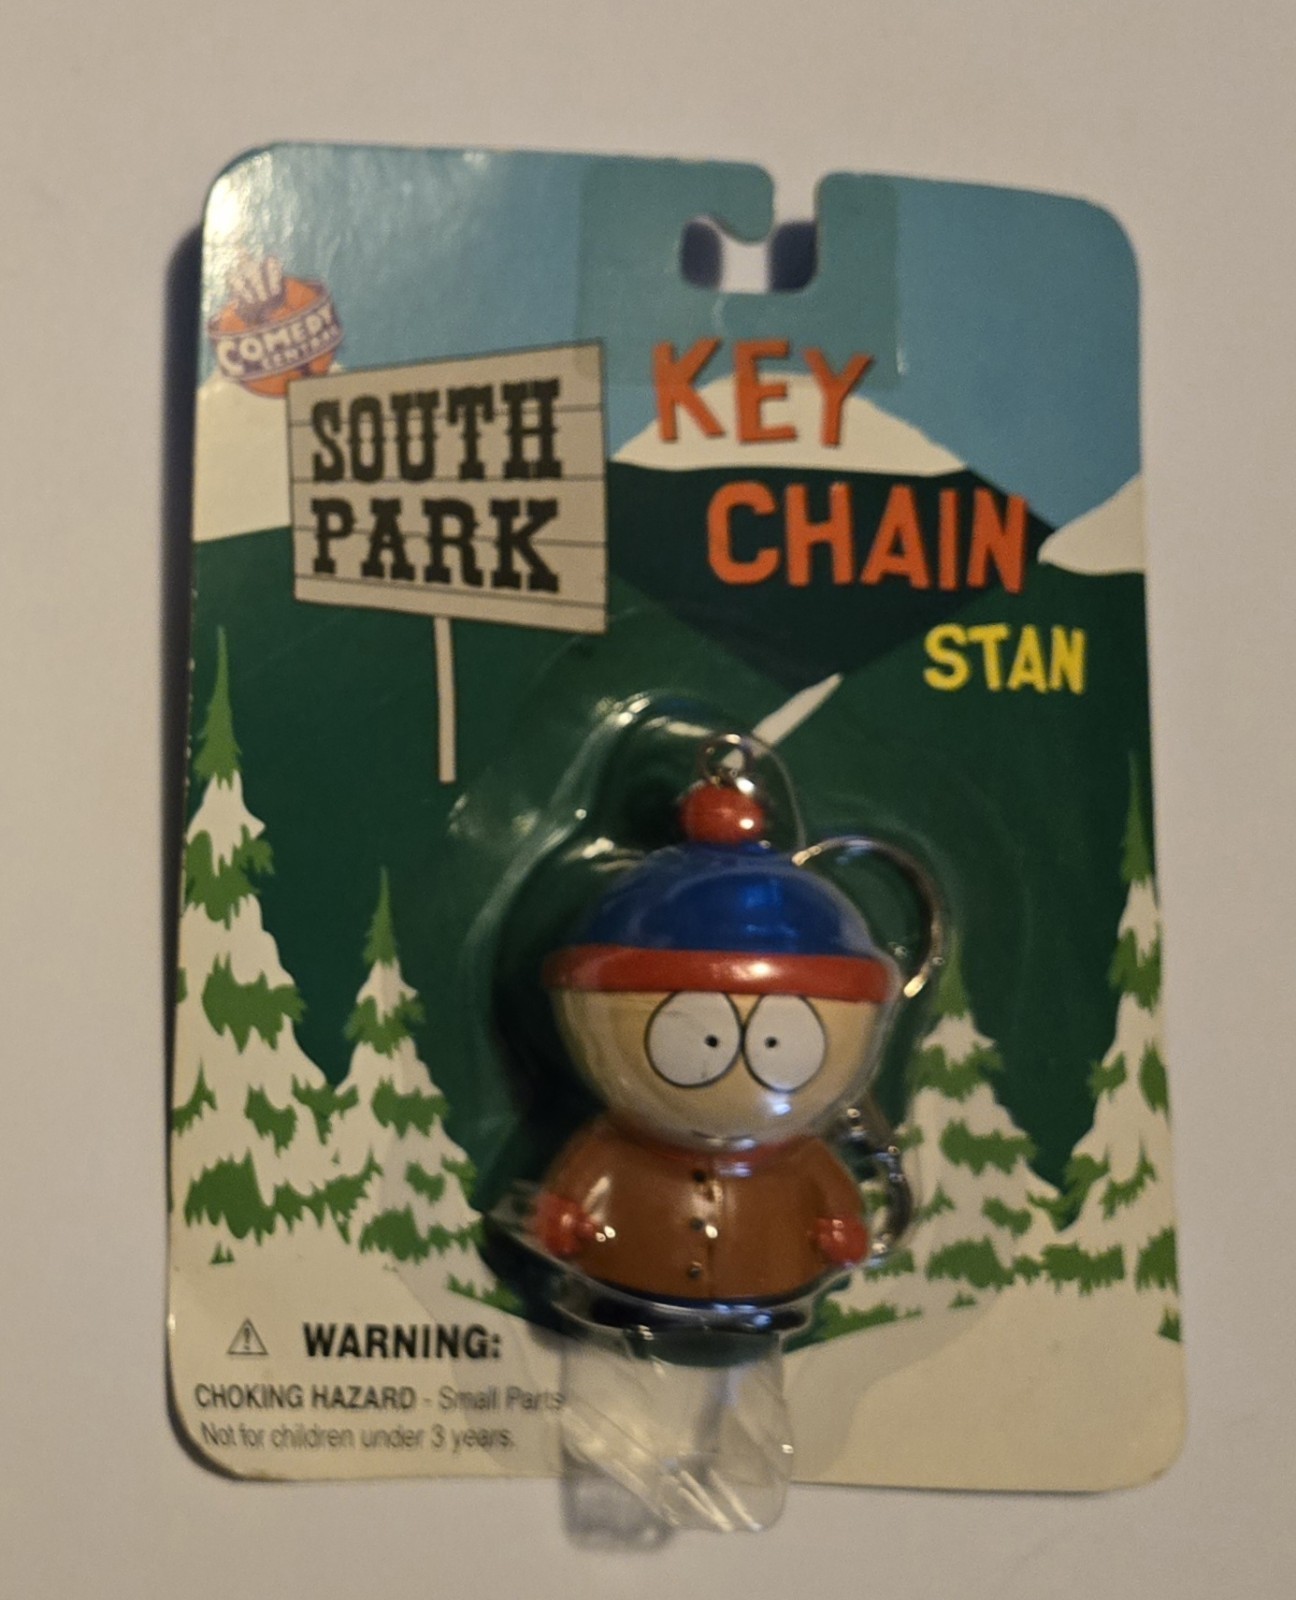 COMEDY
CENTRAL
SOUTH
PARK
KEY
CHAIN
STAN
WARNING:
CHOKING HAZARD - Small Parts
Not for children under 3 years.